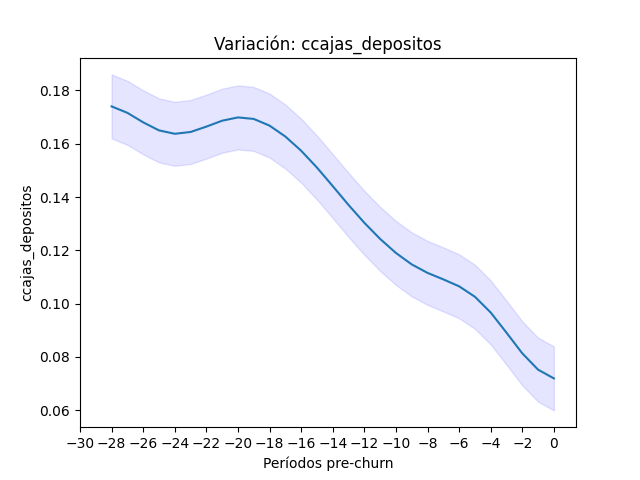 Variación: ccajas_depositos
ccajas_depositos
0.18
0.16
0.14
0.12
0.10
0.08
0.06
−30 −28 −26 −24 −22 −20 −18 −16 −14 −12 −10 −8 −6 −4 −2 0
Períodos pre-churn